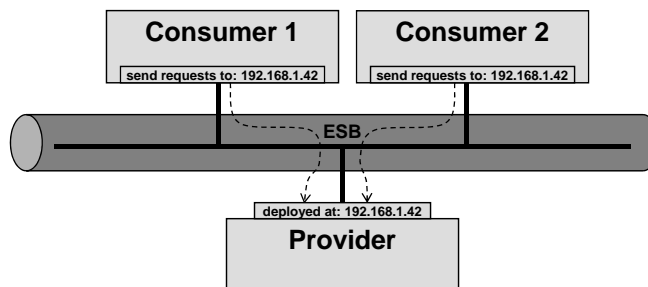 Consumer 1
Consumer 2
send requests to: 192.168.1.42
send requests to: 192.168.1.42
ESB
deployed at: 192.168.1.42
Provider